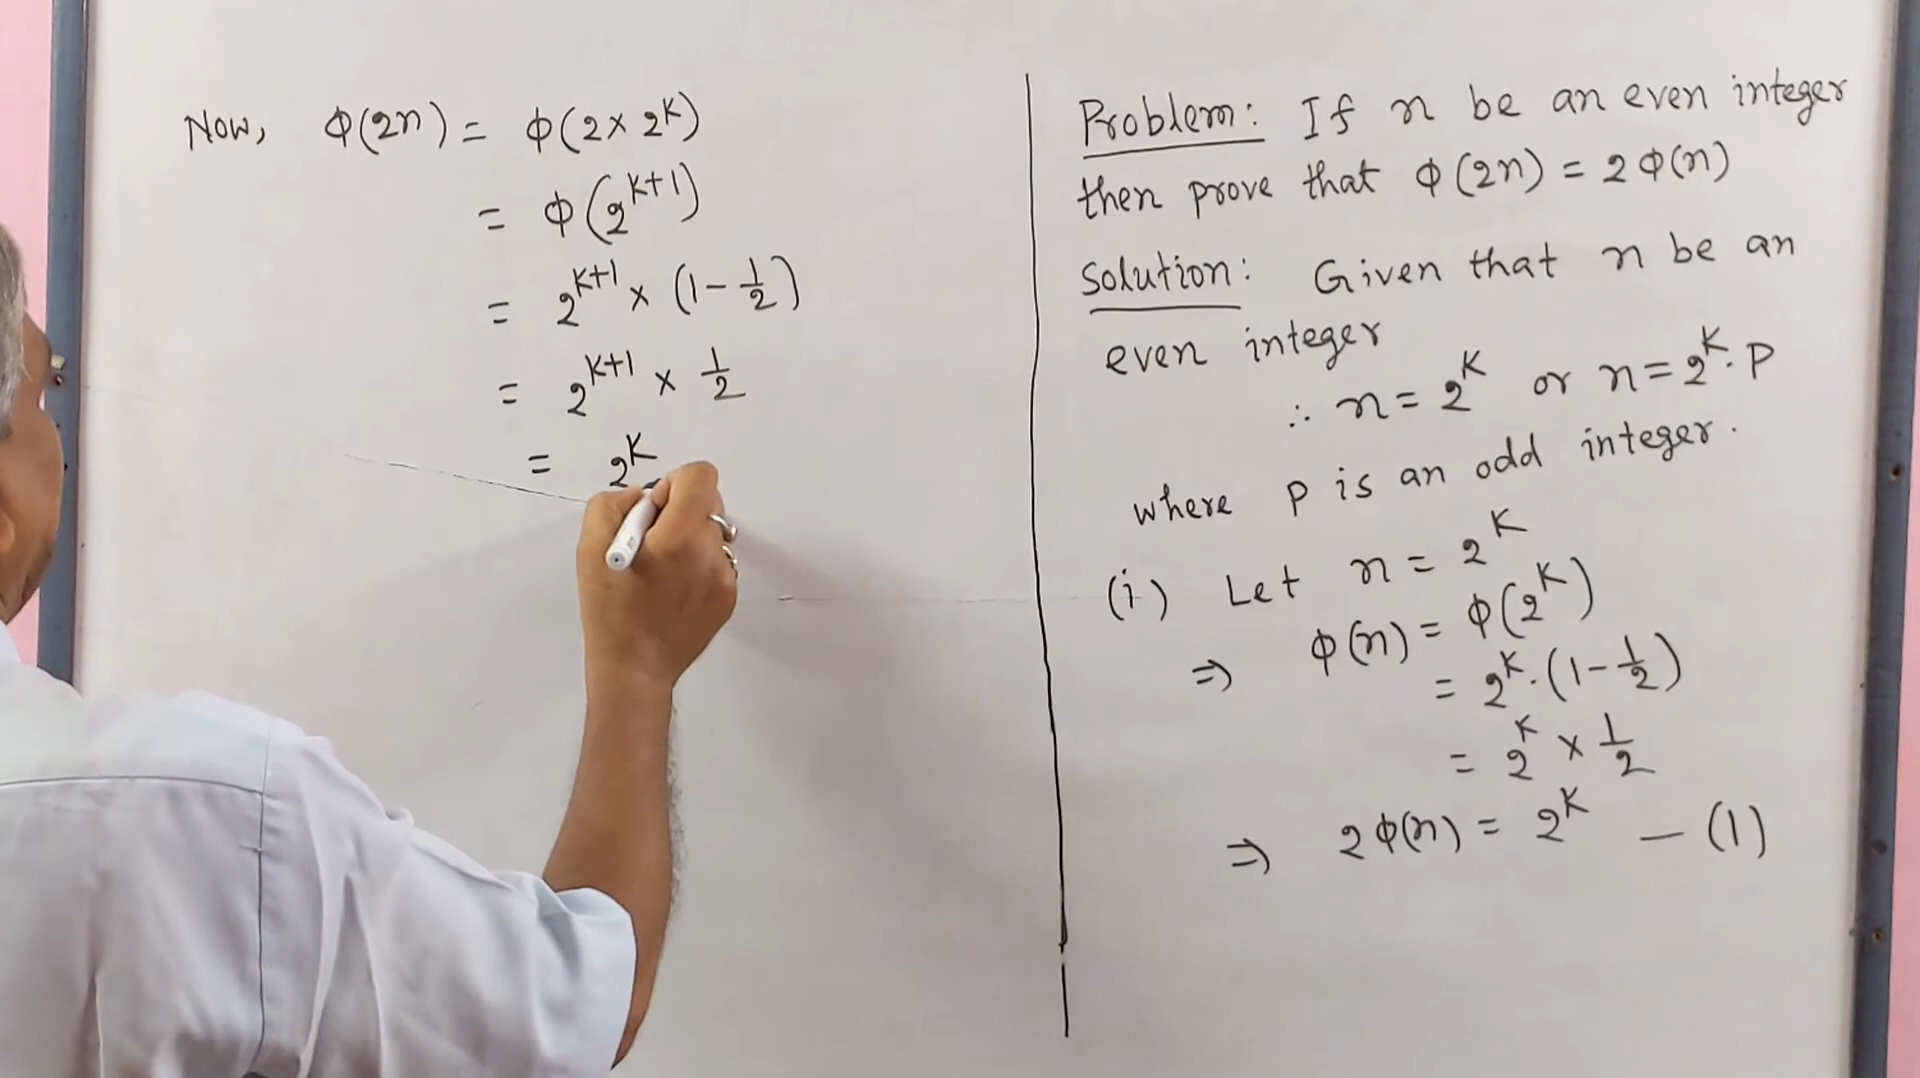 Problem: If n be an even integer
then prove that φ(2n) = 2φ(n)
Solution: Given that n be an
even integer
∴ n = 2^K or n = 2^K · P
where P is an odd integer.
(i) Let n = 2^K
⇒ φ(n) = φ(2^K)
= 2^K · (1 - 1/2)
= 2^K × 1/2
⇒ 2φ(n) = 2^K — (1)
Now, φ(2n) = φ(2 × 2^K)
= φ(2^(K+1))
= 2^(K+1) × (1 - 1/2)
= 2^(K+1) × 1/2
= 2^K